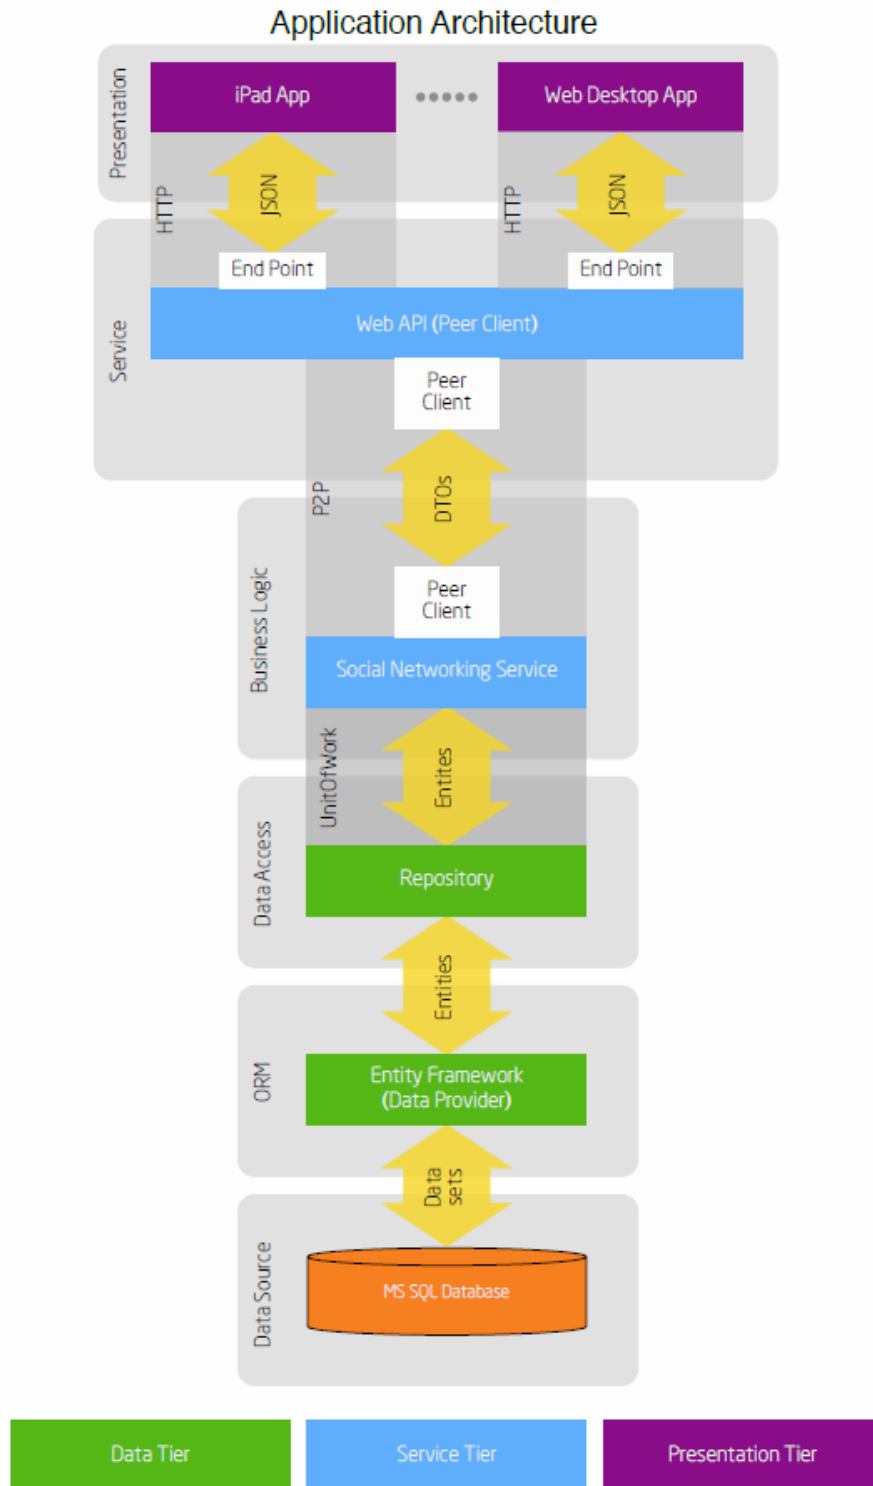 Application Architecture
Presentation
iPad App
Web Desktop App
HTTP
JSON
HTTP
JSON
End Point
End Point
Service
Web API (Peer Client)
Peer
Client
P2P
DTOs
Business Logic
Peer
Client
Social Networking Service
UnitOfWork
Entites
Data Access
Repository
Entities
ORM
Entity Framework
(Data Provider)
Data
sets
Data Source
MS SQL Database
Data Tier
Service Tier
Presentation Tier